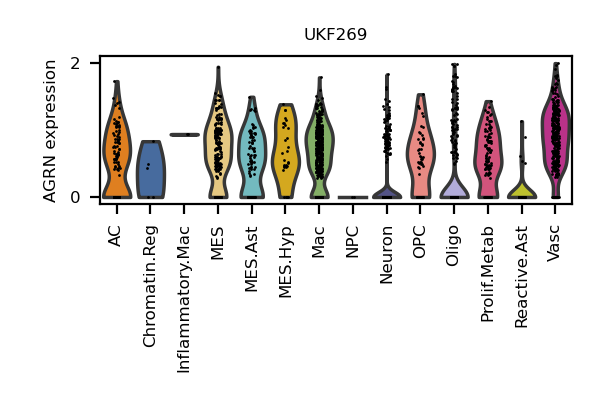 UKF269
AGRN expression
2
0
AC
Chromatin.Reg
Inflammatory.Mac
MES
MES.Ast
MES.Hyp
Mac
NPC
Neuron
OPC
Oligo
Prolif.Metab
Reactive.Ast
Vasc